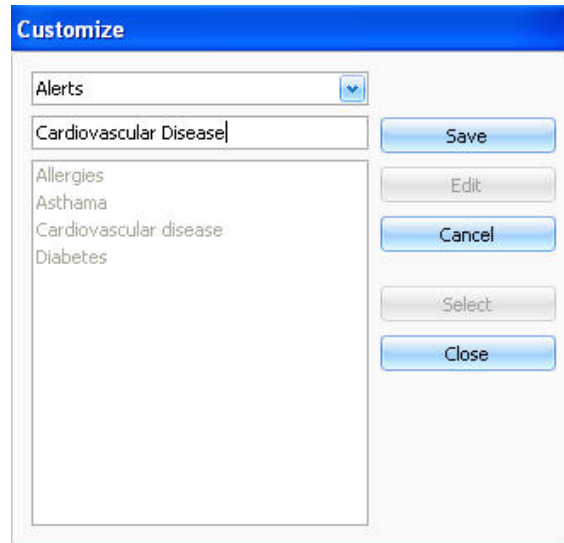 Customize
Alerts
Cardiovascular Disease
Save
Allergies
Edit
Asthama
Cardiovascular disease
Cancel
Diabetes
Select
Close